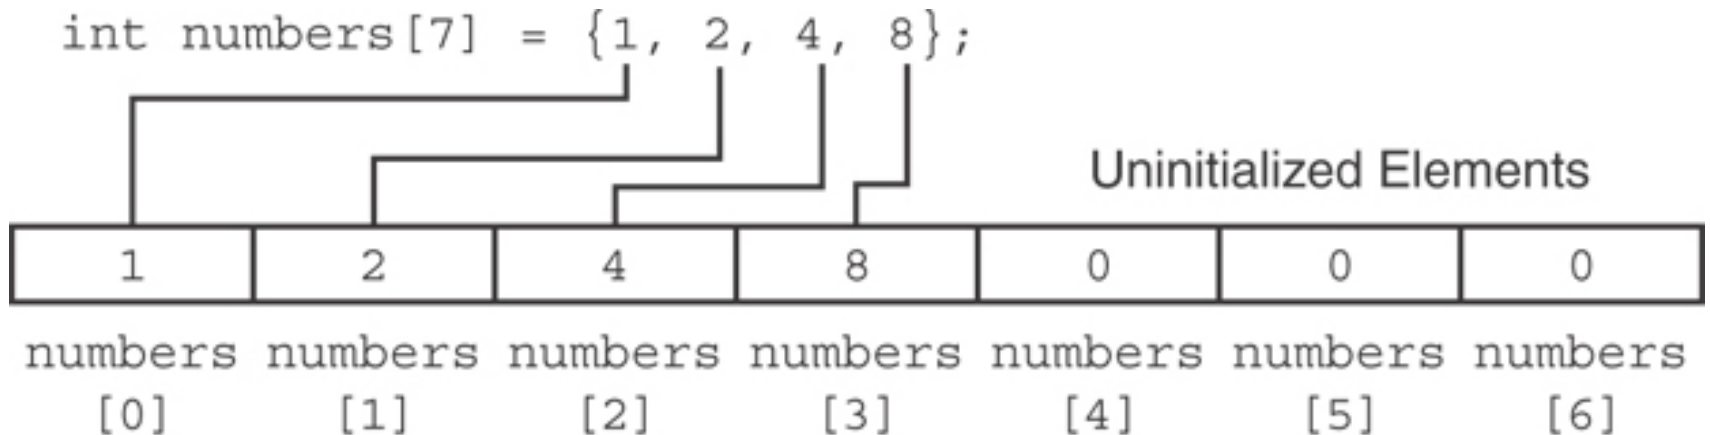 int numbers[7] = {1, 2, 4, 8};
Uninitialized Elements
1 2 4 8 0 0 0
numbers numbers numbers numbers numbers numbers numbers
[0] [1] [2] [3] [4] [5] [6]